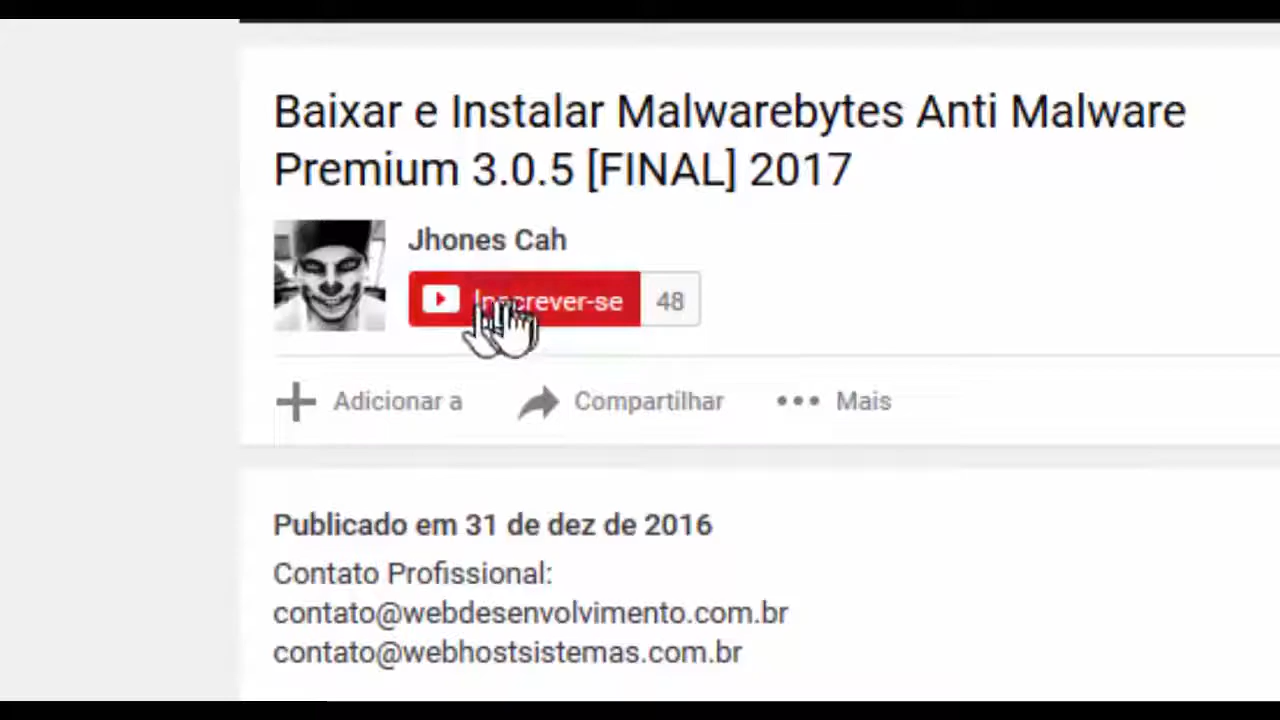 Baixar e Instalar Malwarebytes Anti Malware
Premium 3.0.5 [FINAL] 2017
Jhones Cah
Inscrever-se 48
Adicionar a Compartilhar Mais
Publicado em 31 de dez de 2016
Contato Profissional:
contato@webdesenvolvimento.com.br
contato@webhostsistemas.com.br